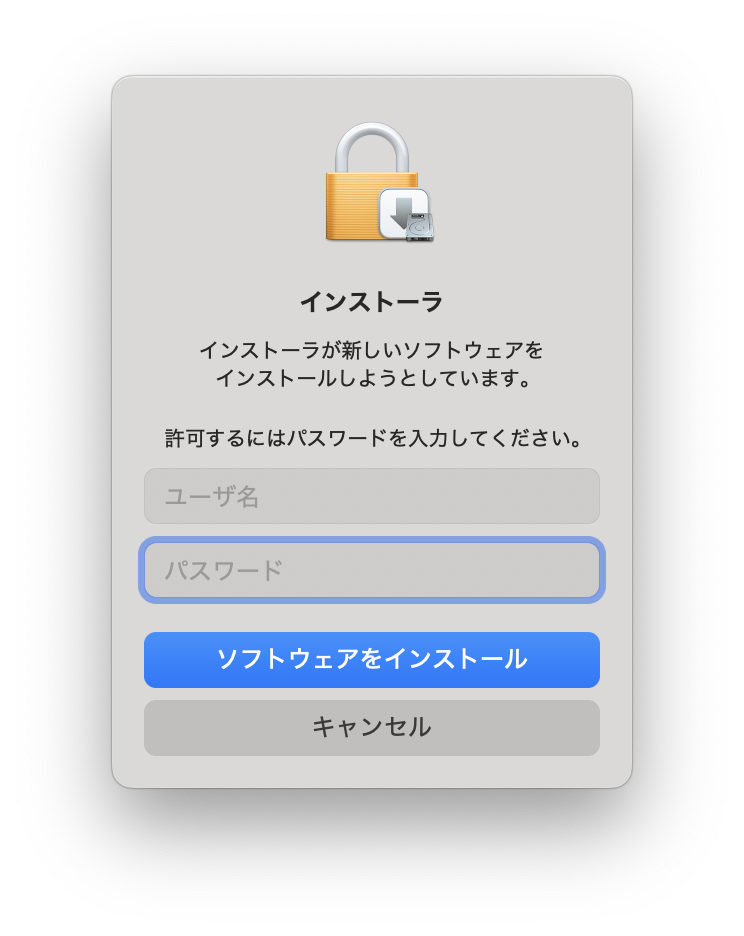 インストーラ
インストーラが新しいソフトウェアを
インストールしようとしています。
許可するにはパスワードを入力してください。
ユーザ名
パスワード
ソフトウェアをインストール
キャンセル